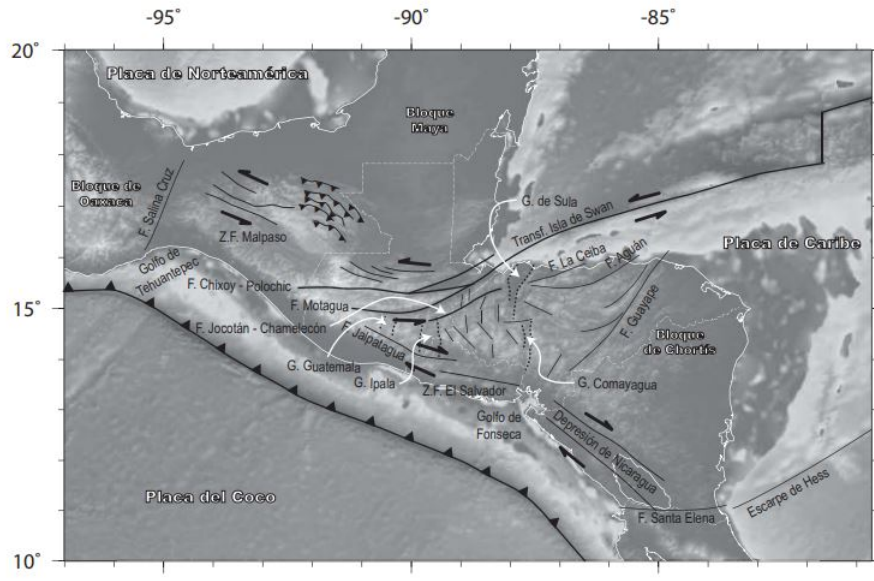 -95°
-90°
-85°
20°
15°
10°
Placa de Norteamérica
Bloque
Maya
Bloque de
Oaxaca
F. Salina Cruz
Z.F. Malpaso
G. de Sula
Transf. Isla de Swan
Placa de Caribe
Golfo de
Tehuantepec
F. La Ceiba
F. Aguán
F. Chixoy - Polochic
F. Motagua
F. Guayape
F. Jocotán - Chamelecón
F. Jalpatagua
Bloque
de Chortís
G. Guatemala
G. Ipala
Z.F. El Salvador
G. Comayagua
Golfo de
Fonseca
Depresión de Nicaragua
Placa del Coco
F. Santa Elena
Escarpe de Hess